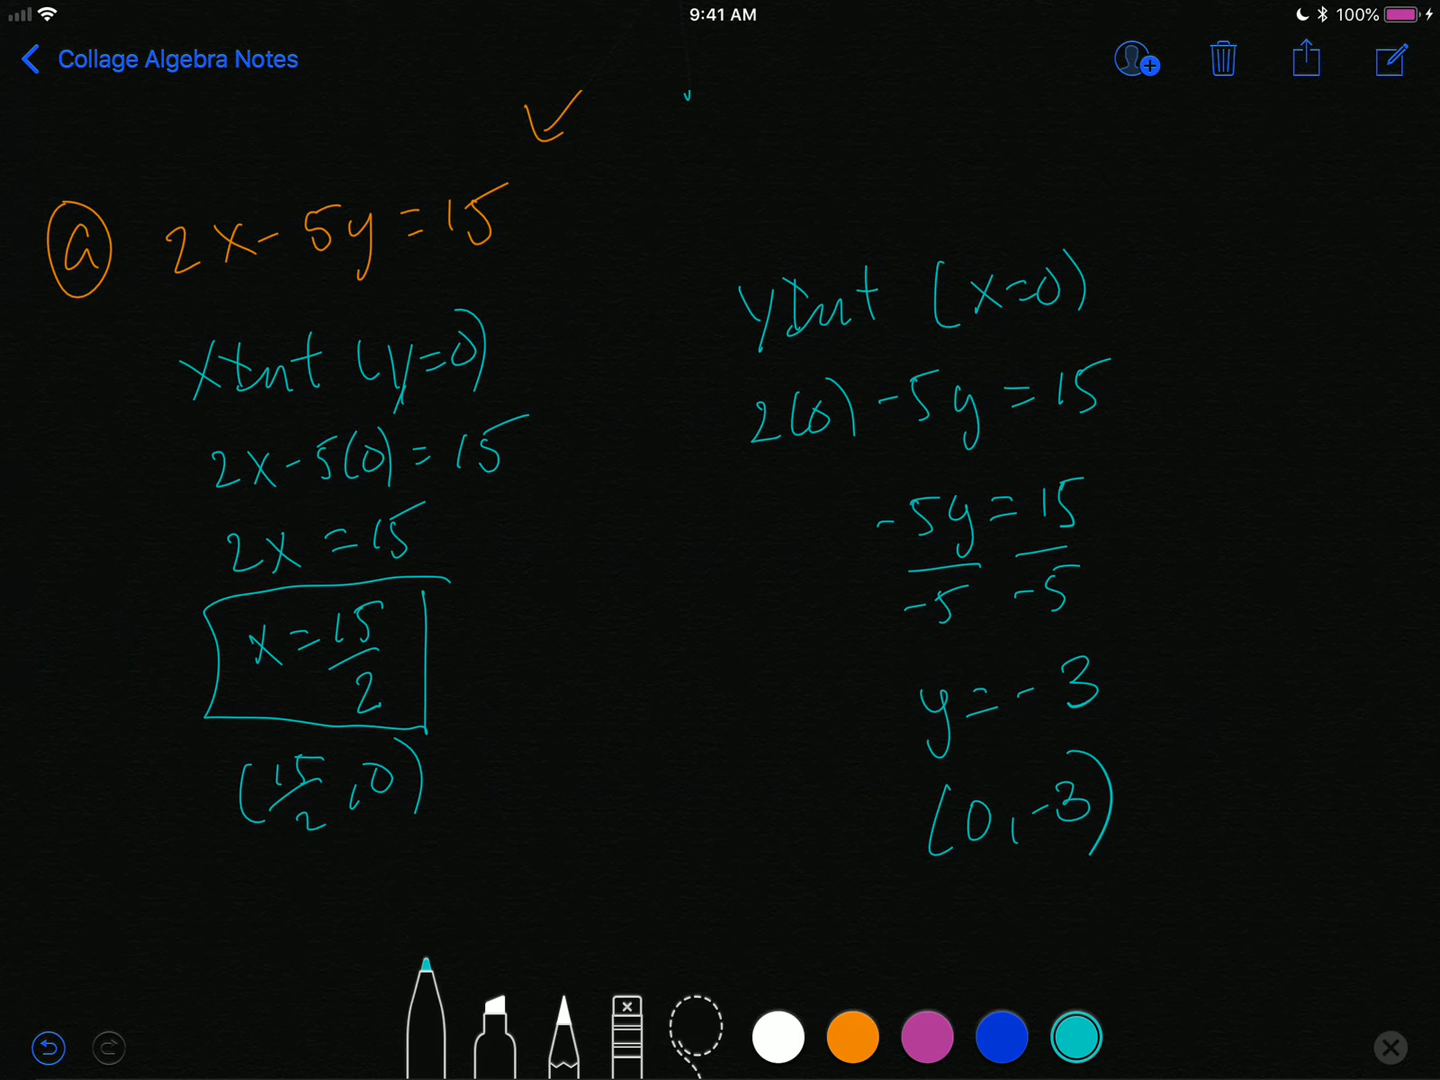 9:41 AM
100%
Collage Algebra Notes
a 2x - 5y = 15
xInt (y=0)
2x - 5(0) = 15
2x = 15
x = 15/2
(15/2, 0)
yInt (x=0)
2(0) - 5y = 15
-5y = 15
-5 -5
y = -3
(0, -3)